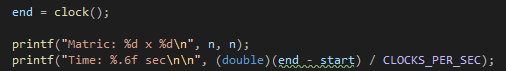 end = clock();
printf("Matric: %d x %d\n", n, n);
printf("Time: %.6f sec\n\n", (double)(end - start) / CLOCKS_PER_SEC);